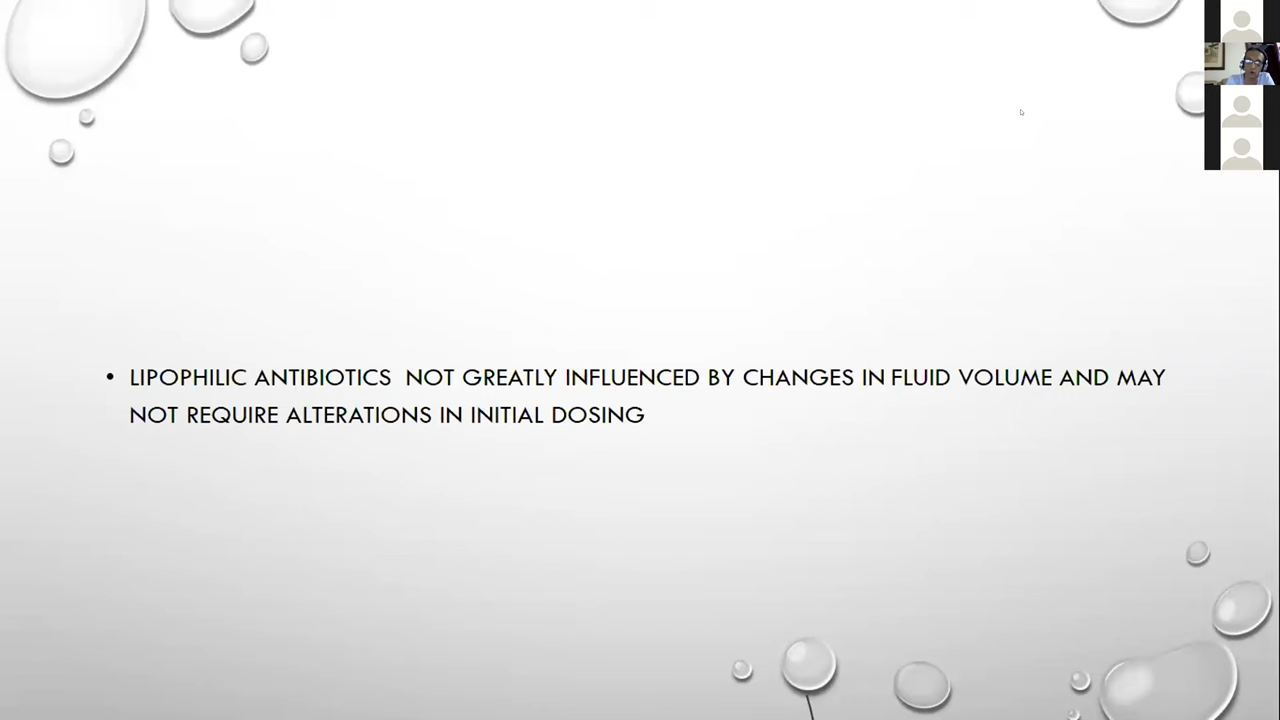 • LIPOPHILIC ANTIBIOTICS NOT GREATLY INFLUENCED BY CHANGES IN FLUID VOLUME AND MAY
NOT REQUIRE ALTERATIONS IN INITIAL DOSING